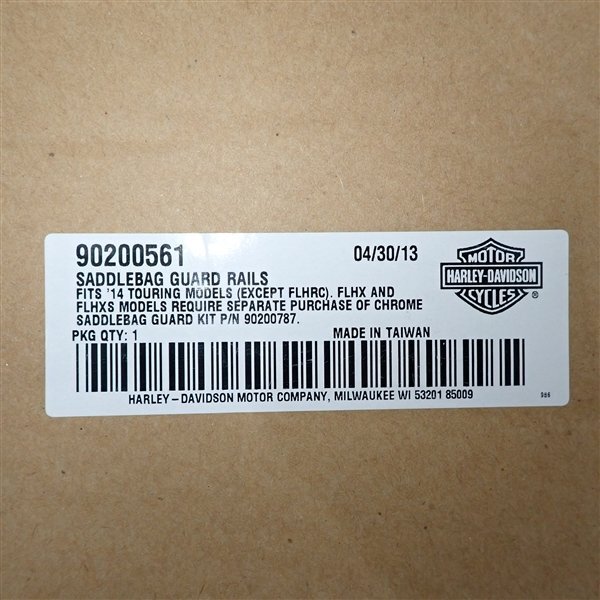 90200561 04/30/13
SADDLEBAG GUARD RAILS
FITS '14 TOURING MODELS (EXCEPT FLHRC). FLHX AND
FLHXS MODELS REQUIRE SEPARATE PURCHASE OF CHROME
SADDLEBAG GUARD KIT P/N 90200787.
PKG QTY: 1 MADE IN TAIWAN
HARLEY-DAVIDSON MOTOR COMPANY, MILWAUKEE WI 53201 85009
986
MOTOR
HARLEY-DAVIDSON
CYCLES ®